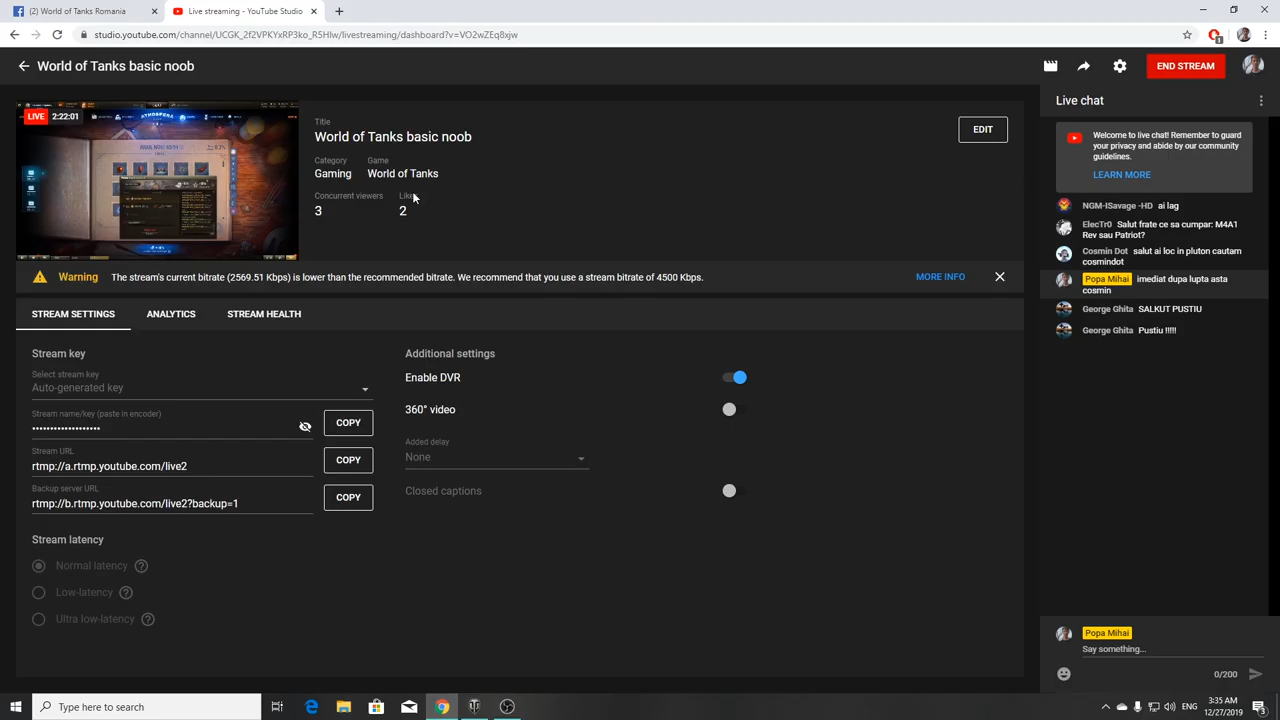 (2) World of Tanks Romania
Live streaming - YouTube Studio
studio.youtube.com/channel/UCGK_2f2VPKYxRP3ko_R5HIw/livestreaming/dashboard?v=VO2wZEq8xjw
1
World of Tanks basic noob
END STREAM
LIVE 2:22:01
ATMOSFERA
Title
World of Tanks basic noob
EDIT
Category Game
Gaming World of Tanks
Concurrent viewers
3 2
Warning The stream's current bitrate (2569.51 Kbps) is lower than the recommended bitrate. We recommend that you use a stream bitrate of 4500 Kbps. MORE INFO
STREAM SETTINGS ANALYTICS STREAM HEALTH
Stream key
Select stream key
Auto-generated key
Stream name/key (paste in encoder)
•••••••••••••••••• COPY
Stream URL
rtmp://a.rtmp.youtube.com/live2 COPY
Backup server URL
rtmp://b.rtmp.youtube.com/live2?backup=1 COPY
Stream latency
Normal latency
Low-latency
Ultra low-latency
Additional settings
Enable DVR
360° video
Added delay
None
Closed captions
Live chat
Welcome to live chat! Remember to guard
your privacy and abide by our community
guidelines.
LEARN MORE
NGM-ISavage -HD ai lag
ElecTr0 Salut frate ce sa cumpar: M4A1
Rev sau Patriot?
Cosmin Dot salut ai loc in pluton cautam
cosmindot
Popa Mihai imediat dupa lupta asta
cosmin
George Ghita SALKUT PUSTIU
George Ghita Pustiu !!!!!
Popa Mihai
Say something...
0/200
Type here to search
ENG
3:35 AM
12/27/2019
3